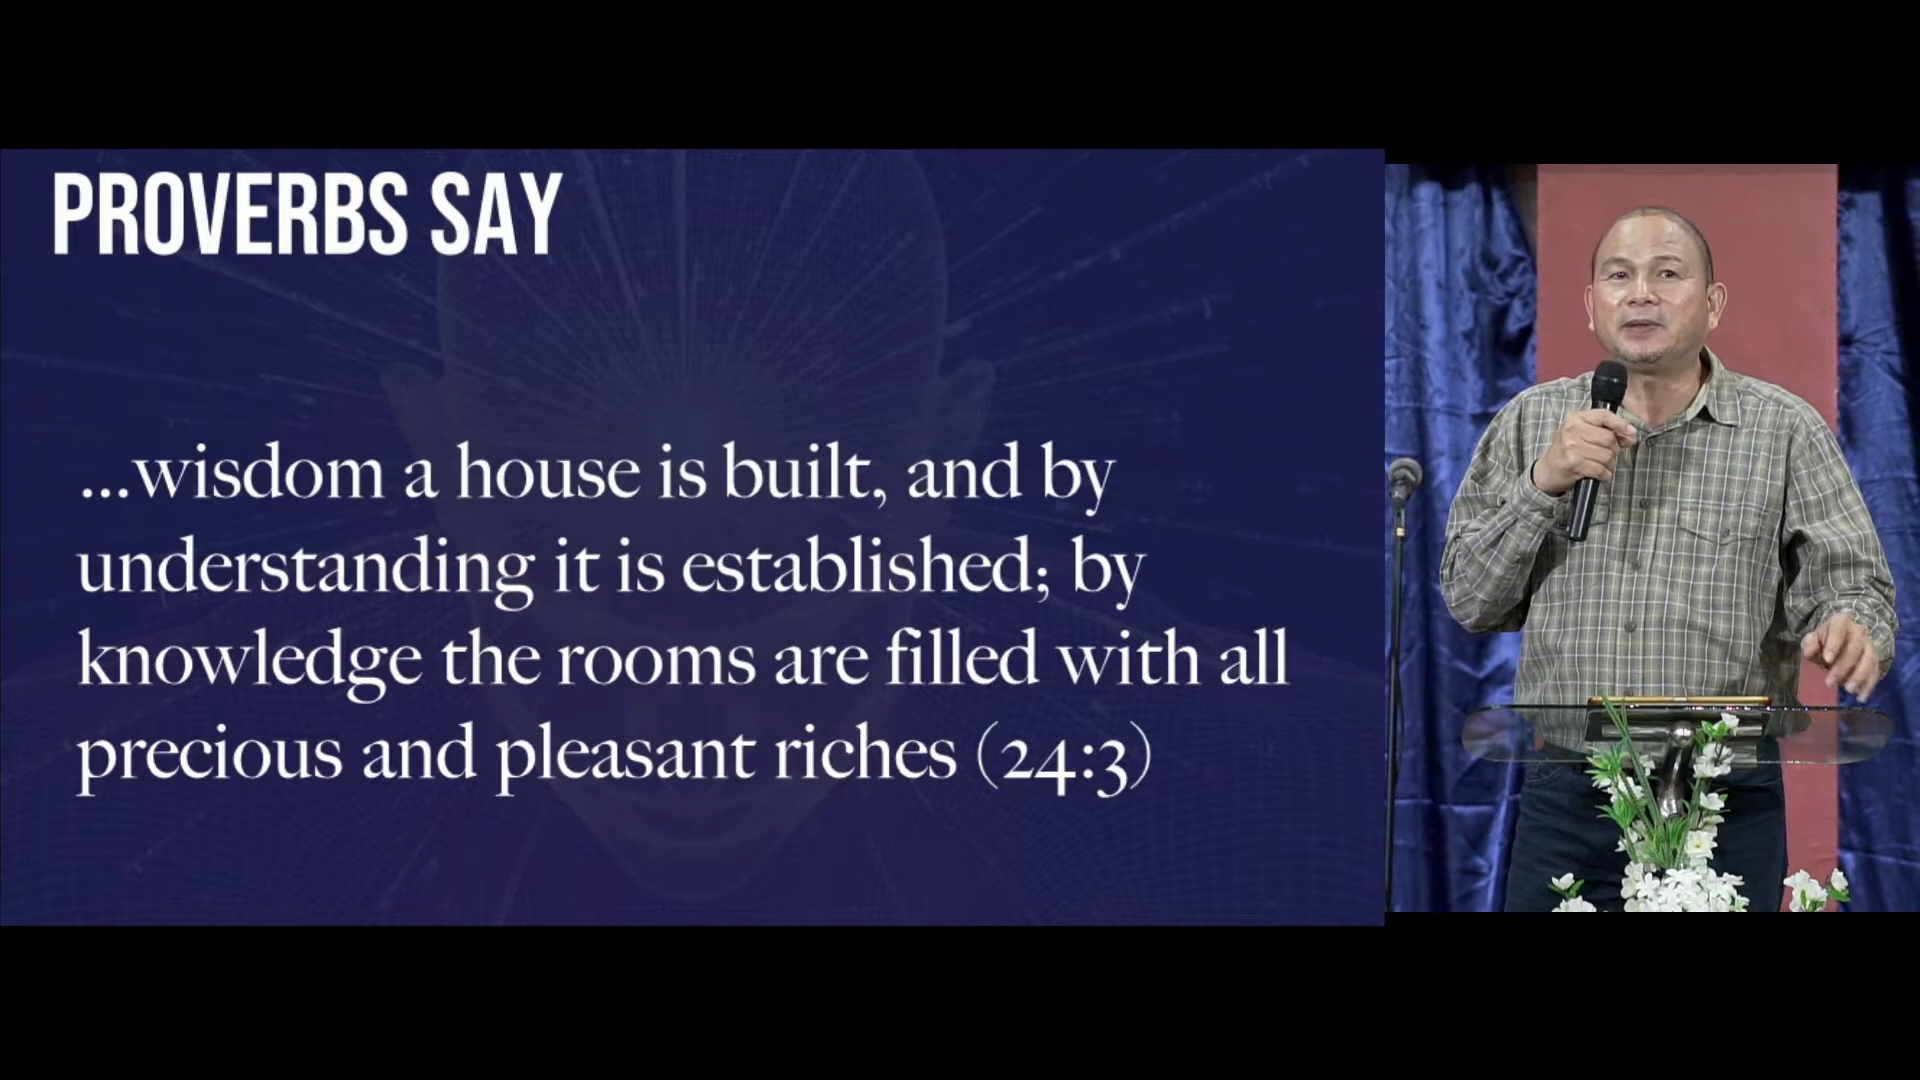 PROVERBS SAY
...wisdom a house is built, and by
understanding it is established; by
knowledge the rooms are filled with all
precious and pleasant riches (24:3)